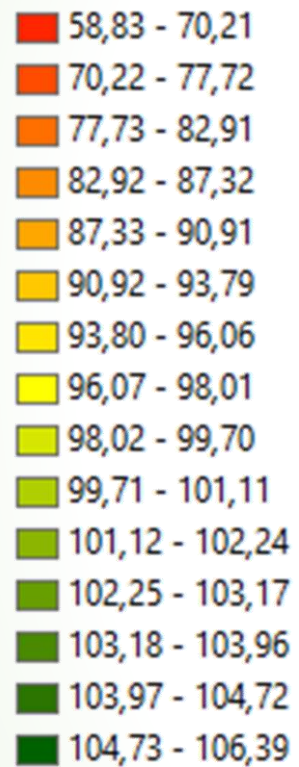 58,83 - 70,21
70,22 - 77,72
77,73 - 82,91
82,92 - 87,32
87,33 - 90,91
90,92 - 93,79
93,80 - 96,06
96,07 - 98,01
98,02 - 99,70
99,71 - 101,11
101,12 - 102,24
102,25 - 103,17
103,18 - 103,96
103,97 - 104,72
104,73 - 106,39